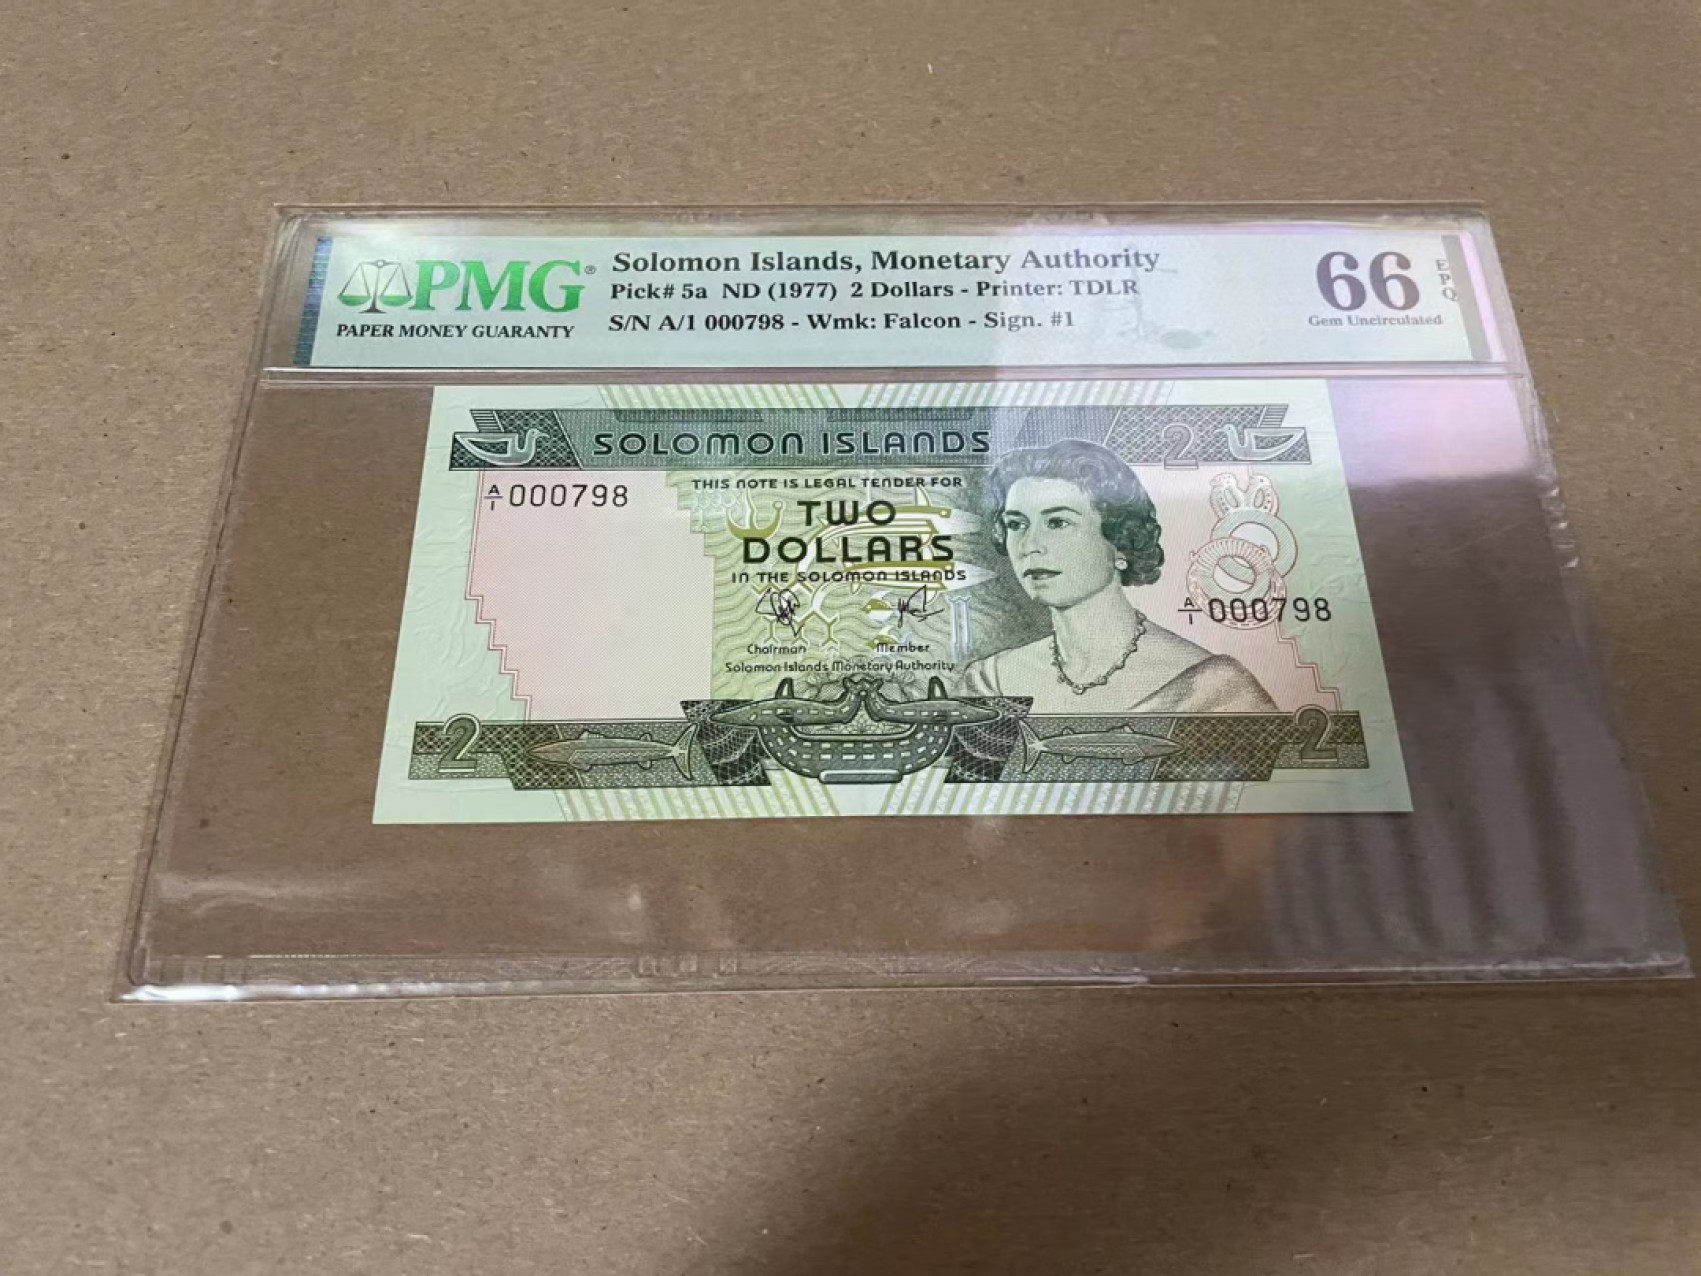 PMG®
PAPER MONEY GUARANTY
Solomon Islands, Monetary Authority
Pick# 5a ND (1977) 2 Dollars - Printer: TDLR
S/N A/1 000798 - Wmk: Falcon - Sign. #1
66 EPQ
Gem Uncirculated
SOLOMON ISLANDS 2
A/1 000798
THIS NOTE IS LEGAL TENDER FOR
TWO
DOLLARS
IN THE SOLOMON ISLANDS
A/1 000798
Chairman Member
Solomon Islands Monetary Authority
2 2